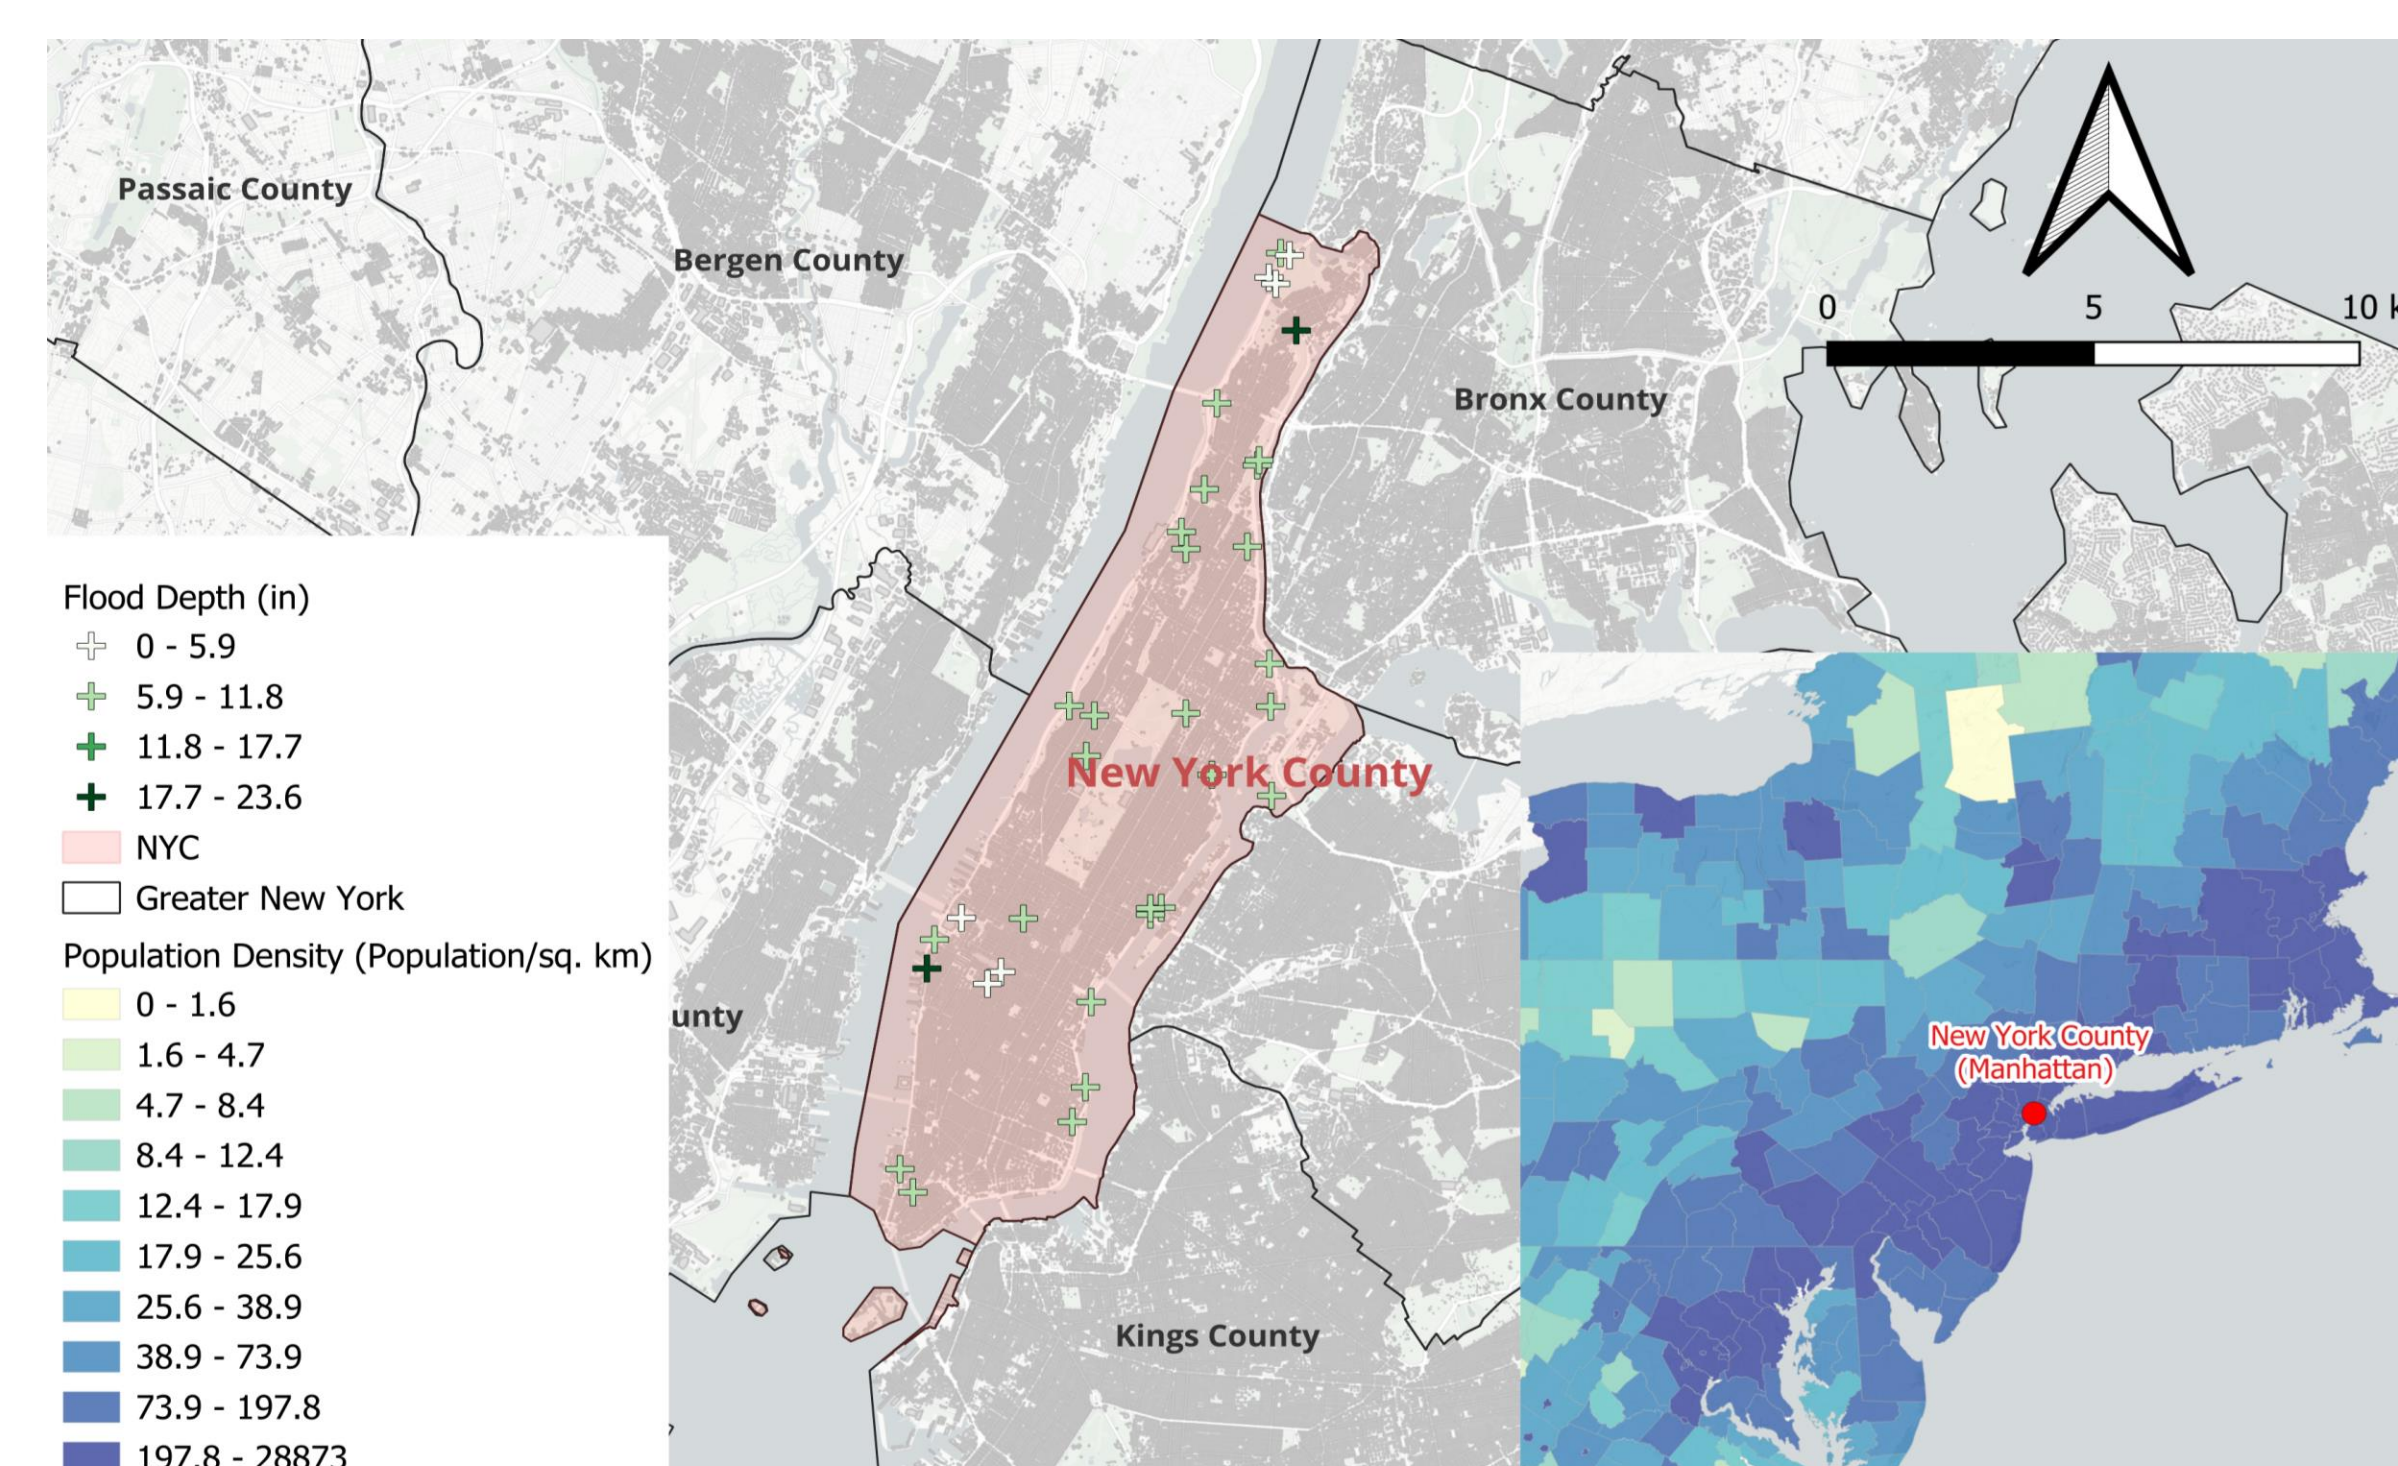 Passaic County
Bergen County
Bronx County
0 5 10 k
New York County
unty
Kings County
Flood Depth (in)
0 - 5.9
5.9 - 11.8
11.8 - 17.7
17.7 - 23.6
NYC
Greater New York
Population Density (Population/sq. km)
0 - 1.6
1.6 - 4.7
4.7 - 8.4
8.4 - 12.4
12.4 - 17.9
17.9 - 25.6
25.6 - 38.9
38.9 - 73.9
73.9 - 197.8
197.8 - 28873
New York County
(Manhattan)